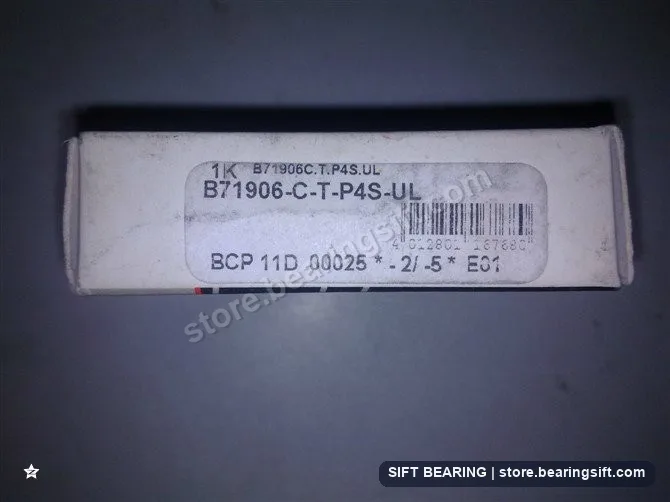 1K B71906C.T.P4S.UL
B71906-C-T-P4S-UL
BCP 11D .00025 * - 2/ -5 * E01
store.bearingsift.com
SIFT BEARING | store.bearingsift.com